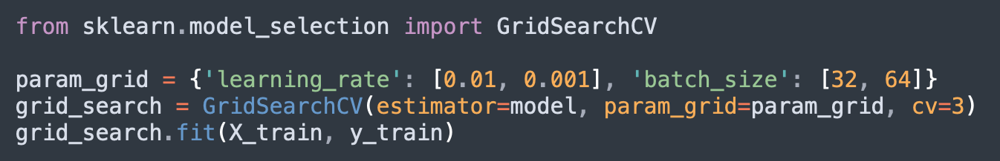 from sklearn.model_selection import GridSearchCV
param_grid = {'learning_rate': [0.01, 0.001], 'batch_size': [32, 64]}
grid_search = GridSearchCV(estimator=model, param_grid=param_grid, cv=3)
grid_search.fit(X_train, y_train)